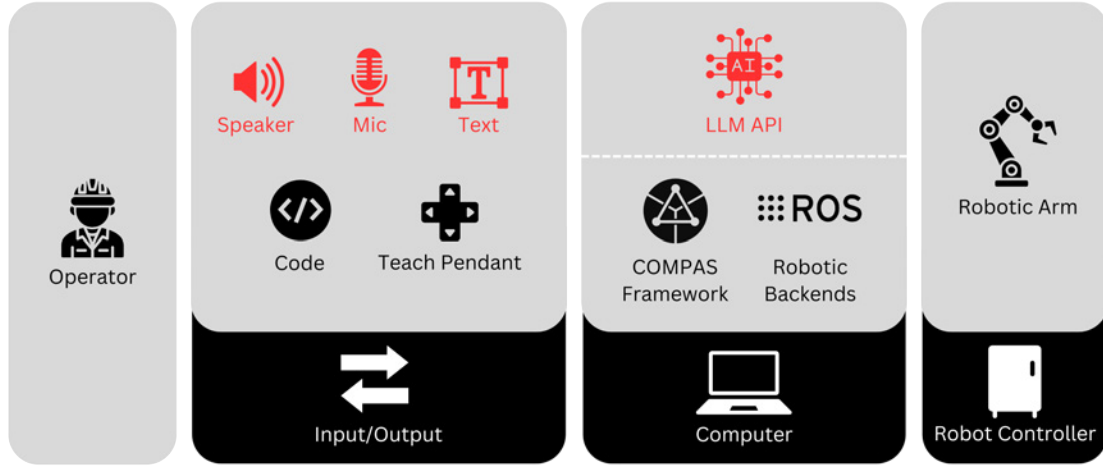 Operator
Speaker
Mic
T
Text
</>
Code
Teach Pendant
Input/Output
AI
LLM API
COMPAS
Framework
ROS
Robotic
Backends
Computer
Robotic Arm
Robot Controller